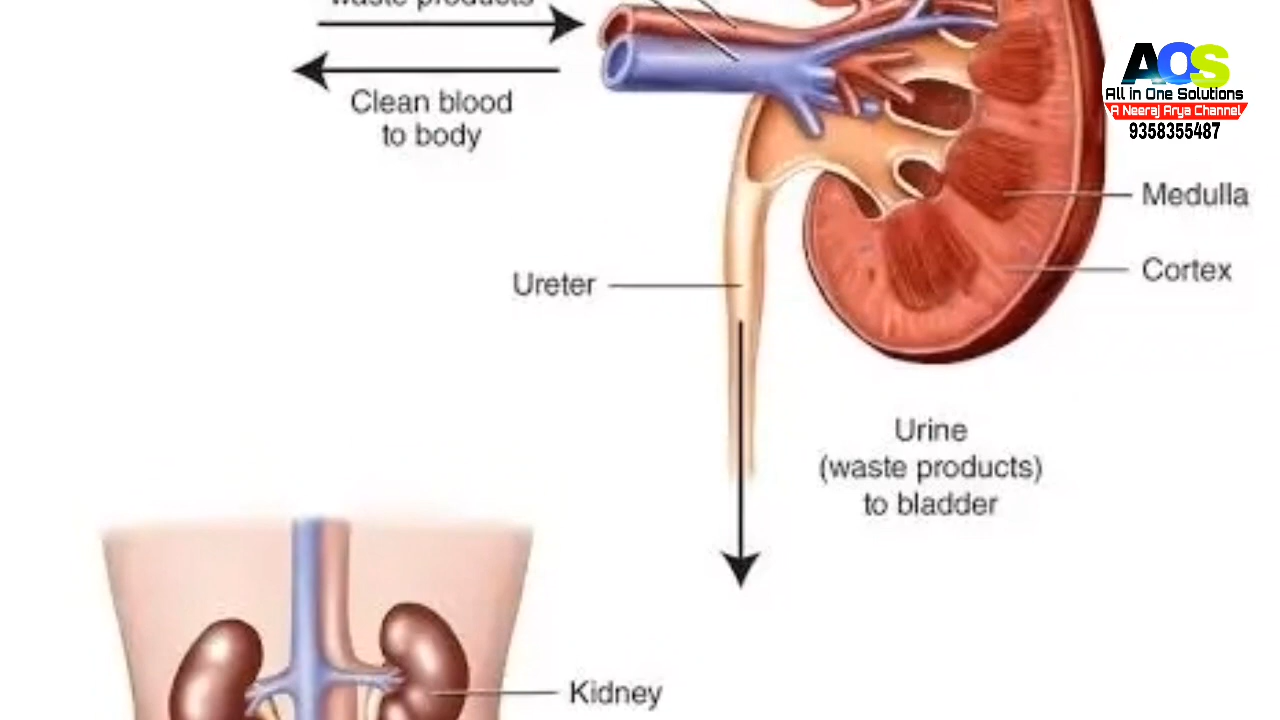 waste products
Clean blood
to body
AOS
All in One Solutions
A Neeraj Arya Channel
9358355487
Medulla
Cortex
Ureter
Urine
(waste products)
to bladder
Kidney